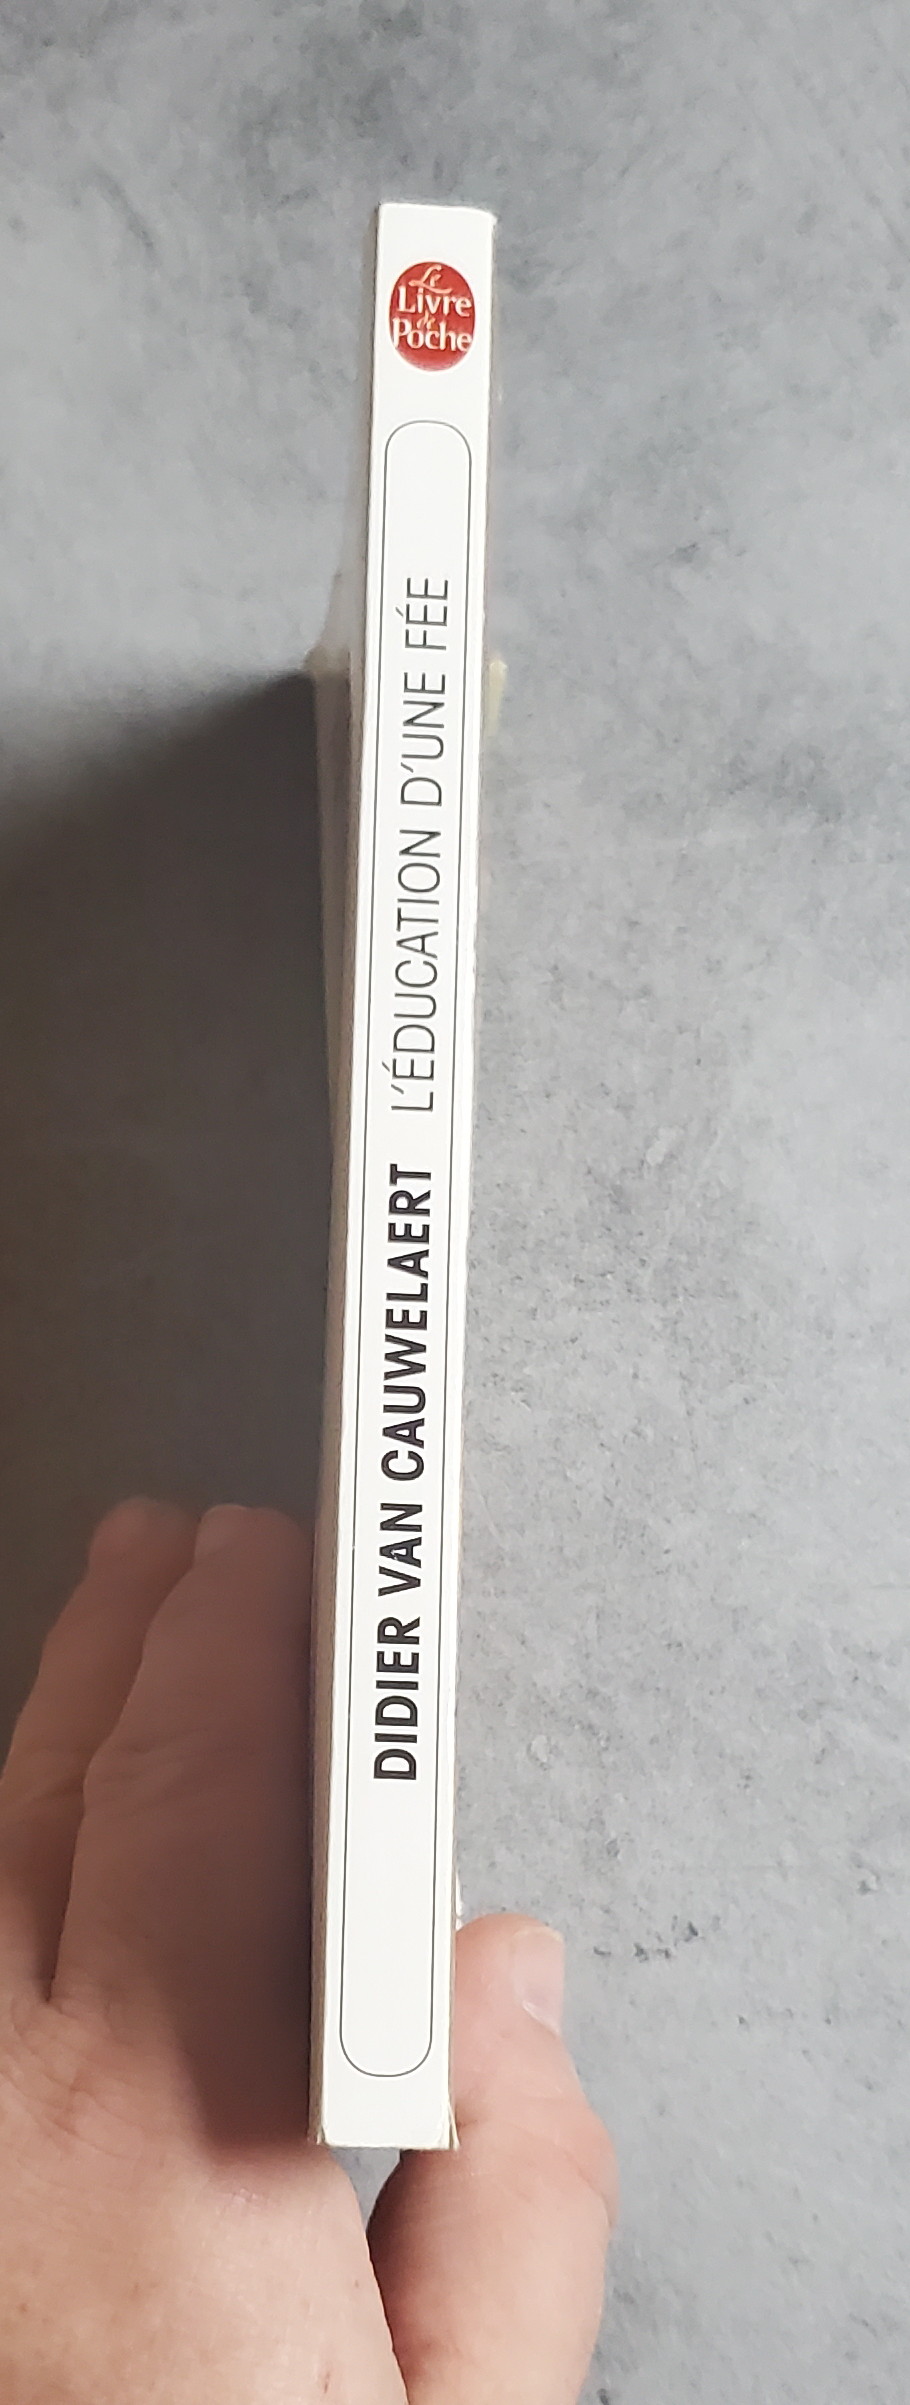 Le
Livre
de
Poche
DIDIER VAN CAUWELAERT L'ÉDUCATION D'UNE FÉE